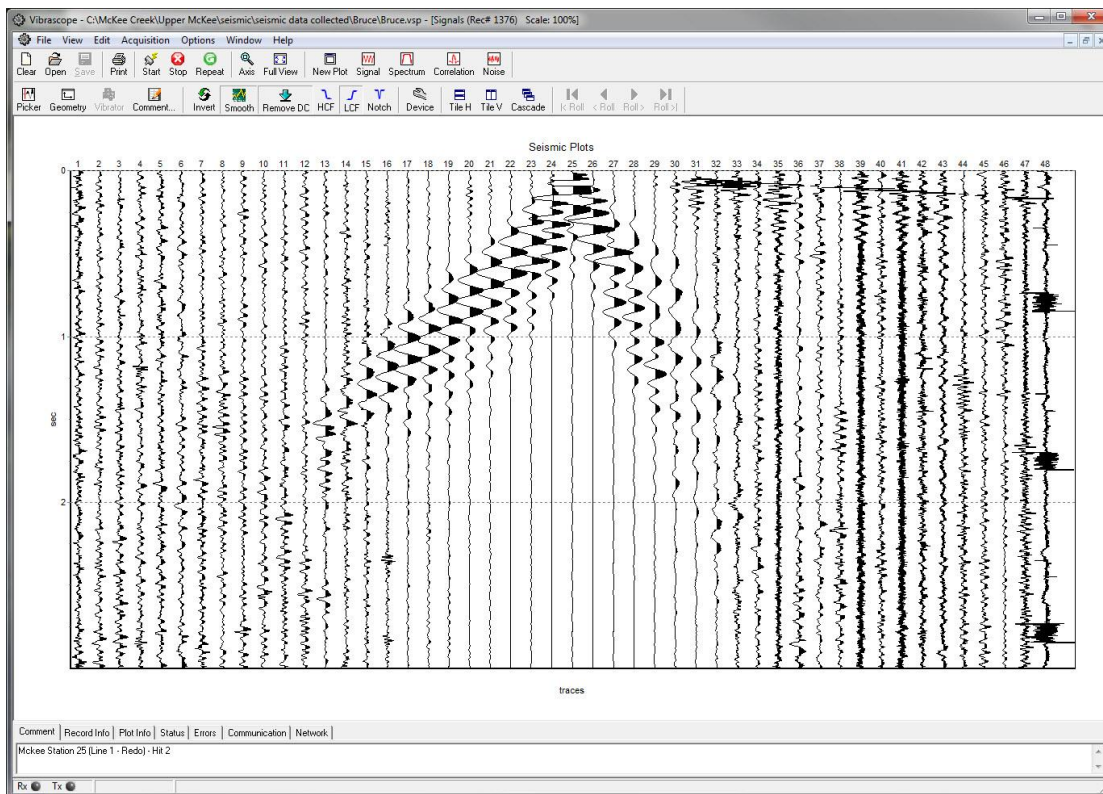 Vibrascope - C:\McKee Creek\Upper McKee\seismic\seismic data collected\Bruce\Bruce.vsp - [Signals (Rec# 1376) Scale: 100%]
File View Edit Acquisition Options Window Help
Clear Open Save Print Start Stop Repeat Axis Full View New Plot Signal Spectrum Correlation Noise
Picker Geometry Vibrator Comment... Invert Smooth Remove DC HCF LCF Notch Device Tile H Tile V Cascade |< Roll < Roll Roll > Roll >|
Seismic Plots
1 2 3 4 5 6 7 8 9 10 11 12 13 14 15 16 17 18 19 20 21 22 23 24 25 26 27 28 29 30 31 32 33 34 35 36 37 38 39 40 41 42 43 44 45 46 47 48
0
1
sec
2
traces
Comment Record Info Plot Info Status Errors Communication Network
Mckee Station 25 (Line 1 - Redo) - Hit 2
Rx Tx